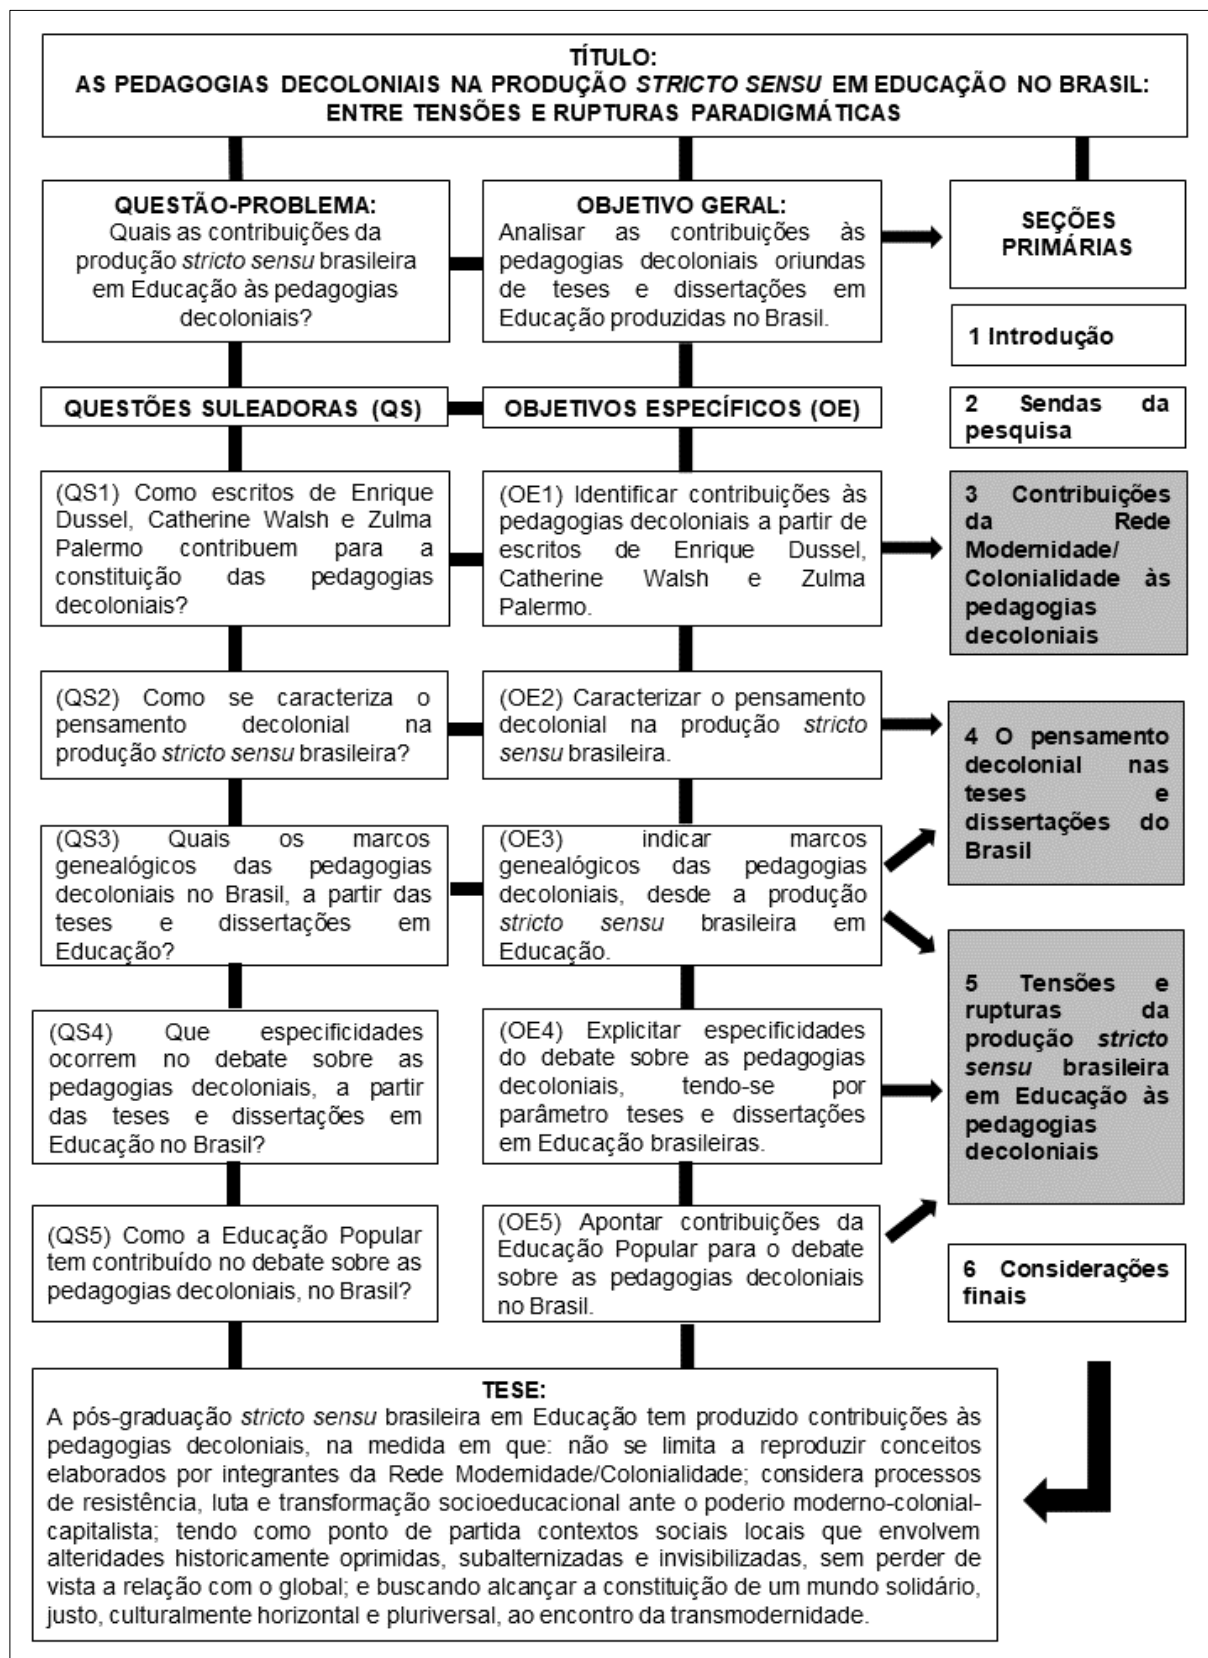 TÍTULO:
AS PEDAGOGIAS DECOLONIAIS NA PRODUÇÃO STRICTO SENSU EM EDUCAÇÃO NO BRASIL:
ENTRE TENSÕES E RUPTURAS PARADIGMÁTICAS
QUESTÃO-PROBLEMA:
Quais as contribuições da
produção stricto sensu brasileira
em Educação às pedagogias
decoloniais?
OBJETIVO GERAL:
Analisar as contribuições às
pedagogias decoloniais oriundas
de teses e dissertações em
Educação produzidas no Brasil.
SEÇÕES
PRIMÁRIAS
1 Introdução
QUESTÕES SULEADORAS (QS)
OBJETIVOS ESPECÍFICOS (OE)
2 Sendas da
pesquisa
(QS1) Como escritos de Enrique
Dussel, Catherine Walsh e Zulma
Palermo contribuem para a
constituição das pedagogias
decoloniais?
(OE1) Identificar contribuições às
pedagogias decoloniais a partir de
escritos de Enrique Dussel,
Catherine Walsh e Zulma
Palermo.
3 Contribuições
da Rede
Modernidade/
Colonialidade às
pedagogias
decoloniais
(QS2) Como se caracteriza o
pensamento decolonial na
produção stricto sensu brasileira?
(OE2) Caracterizar o pensamento
decolonial na produção stricto
sensu brasileira.
4 O pensamento
decolonial nas
teses e
dissertações do
Brasil
(QS3) Quais os marcos
genealógicos das pedagogias
decoloniais no Brasil, a partir das
teses e dissertações em
Educação?
(OE3) indicar marcos
genealógicos das pedagogias
decoloniais, desde a produção
stricto sensu brasileira em
Educação.
5 Tensões e
rupturas da
produção stricto
sensu brasileira
em Educação às
pedagogias
decoloniais
(QS4) Que especificidades
ocorrem no debate sobre as
pedagogias decoloniais, a partir
das teses e dissertações em
Educação no Brasil?
(OE4) Explicitar especificidades
do debate sobre as pedagogias
decoloniais, tendo-se por
parâmetro teses e dissertações
em Educação brasileiras.
(QS5) Como a Educação Popular
tem contribuído no debate sobre as
pedagogias decoloniais, no Brasil?
(OE5) Apontar contribuições da
Educação Popular para o debate
sobre as pedagogias decoloniais
no Brasil.
6 Considerações
finais
TESE:
A pós-graduação stricto sensu brasileira em Educação tem produzido contribuições às
pedagogias decoloniais, na medida em que: não se limita a reproduzir conceitos
elaborados por integrantes da Rede Modernidade/Colonialidade; considera processos
de resistência, luta e transformação socioeducacional ante o poderio moderno-colonial-
capitalista; tendo como ponto de partida contextos sociais locais que envolvem
alteridades historicamente oprimidas, subalternizadas e invisibilizadas, sem perder de
vista a relação com o global; e buscando alcançar a constituição de um mundo solidário,
justo, culturalmente horizontal e pluriversal, ao encontro da transmodernidade.